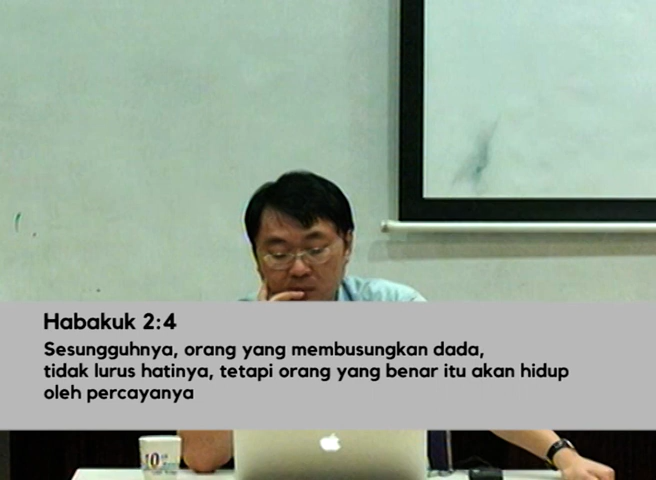 Habakuk 2:4
Sesungguhnya, orang yang membusungkan dada,
tidak lurus hatinya, tetapi orang yang benar itu akan hidup
oleh percayanya
10